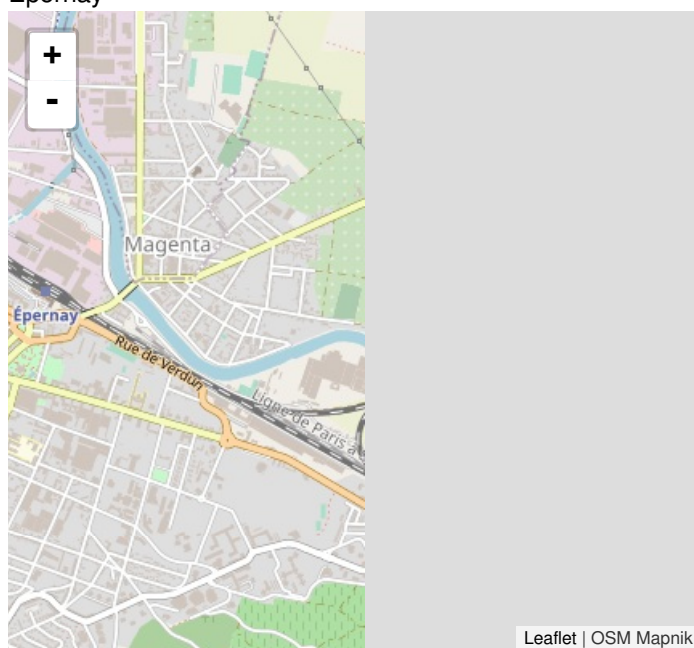 Épernay
+
-
Magenta
Épernay
Rue de Verdun
Ligne de Paris à
Leaflet | OSM Mapnik